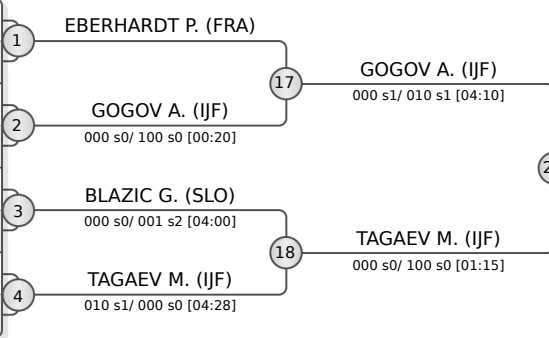 EBERHARDT P. (FRA)
1
17
GOGOV A. (IJF)
000 s1/ 010 s1 [04:10]
GOGOV A. (IJF)
2
000 s0/ 100 s0 [00:20]
BLAZIC G. (SLO)
3
000 s0/ 001 s2 [04:00]
18
TAGAEV M. (IJF)
000 s0/ 100 s0 [01:15]
TAGAEV M. (IJF)
4
010 s1/ 000 s0 [04:28]